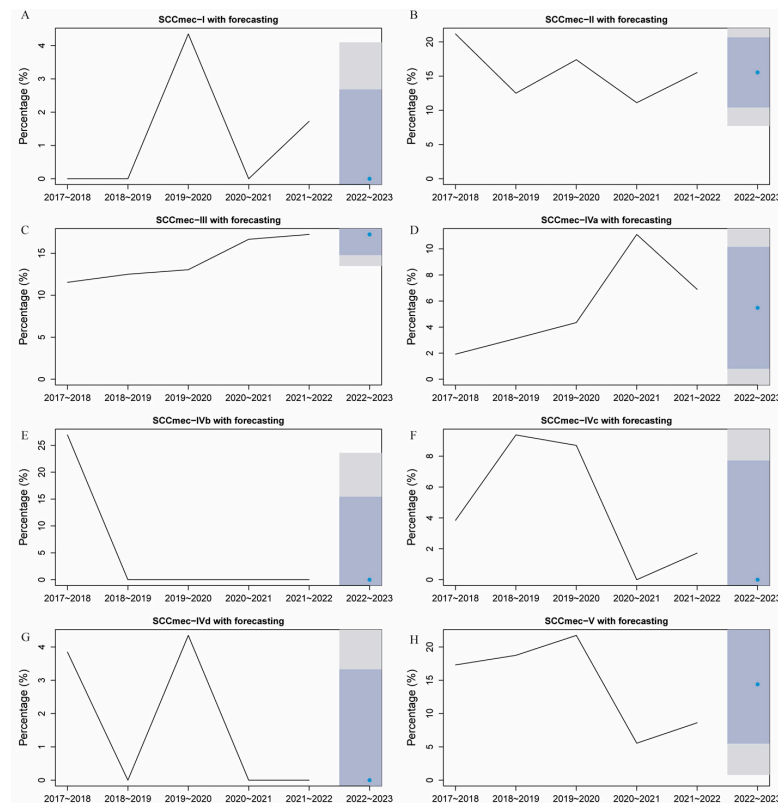 A
SCCmec-I with forecasting
Percentage (%)
4
3
2
1
0
2017~2018 2018~2019 2019~2020 2020~2021 2021~2022 2022~2023
B
SCCmec-II with forecasting
Percentage (%)
20
15
10
5
0
2017~2018 2018~2019 2019~2020 2020~2021 2021~2022 2022~2023
C
SCCmec-III with forecasting
Percentage (%)
15
10
5
0
2017~2018 2018~2019 2019~2020 2020~2021 2021~2022 2022~2023
D
SCCmec-IVa with forecasting
Percentage (%)
10
8
6
4
2
0
2017~2018 2018~2019 2019~2020 2020~2021 2021~2022 2022~2023
E
SCCmec-IVb with forecasting
Percentage (%)
25
20
15
10
5
0
2017~2018 2018~2019 2019~2020 2020~2021 2021~2022 2022~2023
F
SCCmec-IVc with forecasting
Percentage (%)
8
6
4
2
0
2017~2018 2018~2019 2019~2020 2020~2021 2021~2022 2022~2023
G
SCCmec-IVd with forecasting
Percentage (%)
4
3
2
1
0
2017~2018 2018~2019 2019~2020 2020~2021 2021~2022 2022~2023
H
SCCmec-V with forecasting
Percentage (%)
20
15
10
5
0
2017~2018 2018~2019 2019~2020 2020~2021 2021~2022 2022~2023